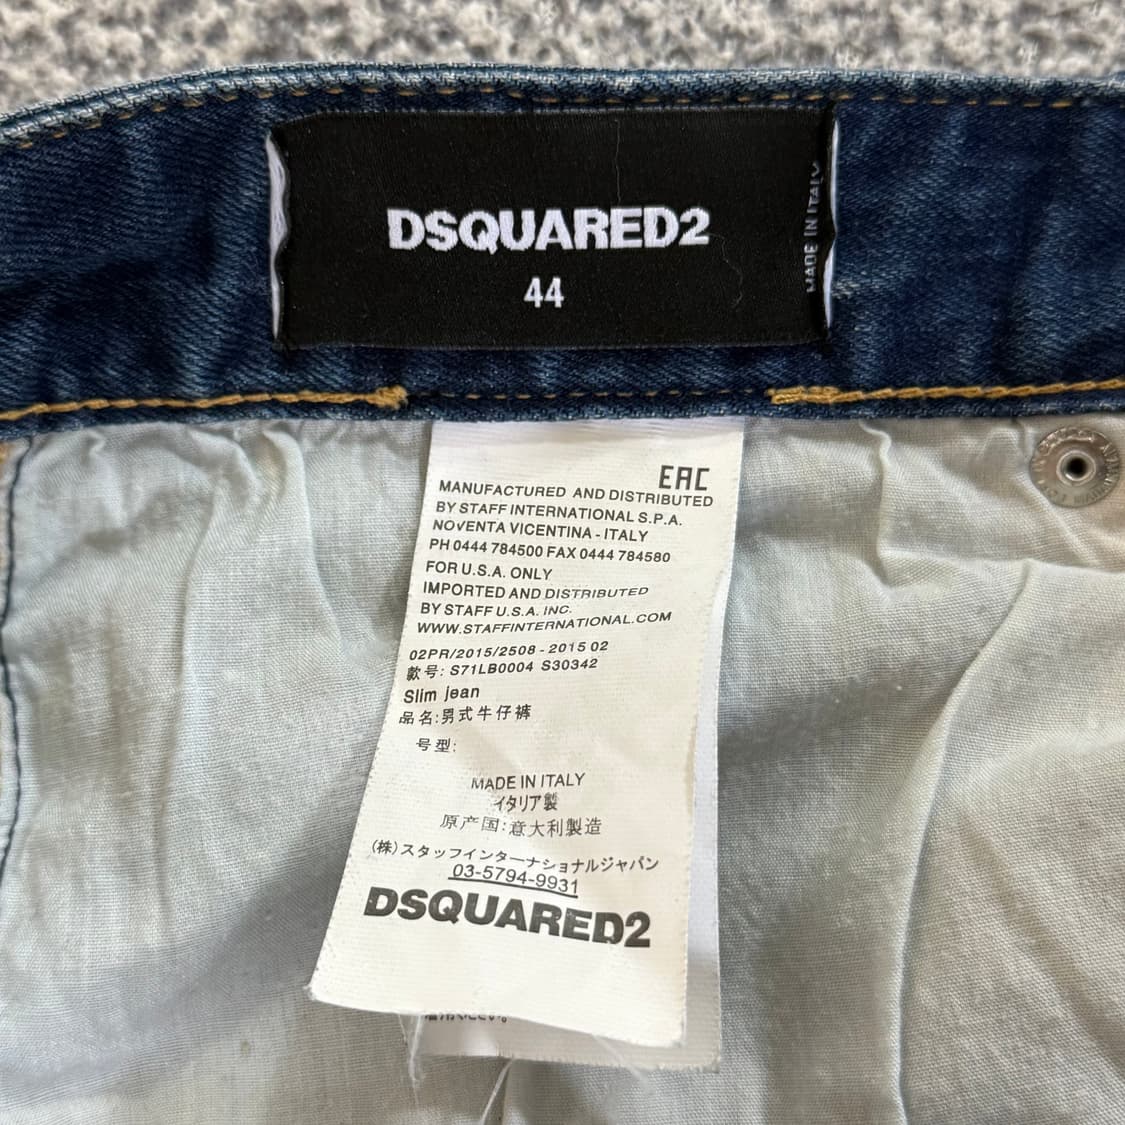 DSQUARED2
44
MADE IN ITALY
EAC
MANUFACTURED AND DISTRIBUTED
BY STAFF INTERNATIONAL S.P.A.
NOVENTA VICENTINA - ITALY
PH 0444 784500 FAX 0444 784580
FOR U.S.A. ONLY
IMPORTED AND DISTRIBUTED
BY STAFF U.S.A. INC.
WWW.STAFFINTERNATIONAL.COM
02PR/2015/2508 - 2015 02
款号: S71LB0004 S30342
Slim jean
品名:男式牛仔裤
号型:
MADE IN ITALY
イタリア製
原产国:意大利製造
(株)スタッフインターナショナルジャパン
03-5794-9931
DSQUARED2